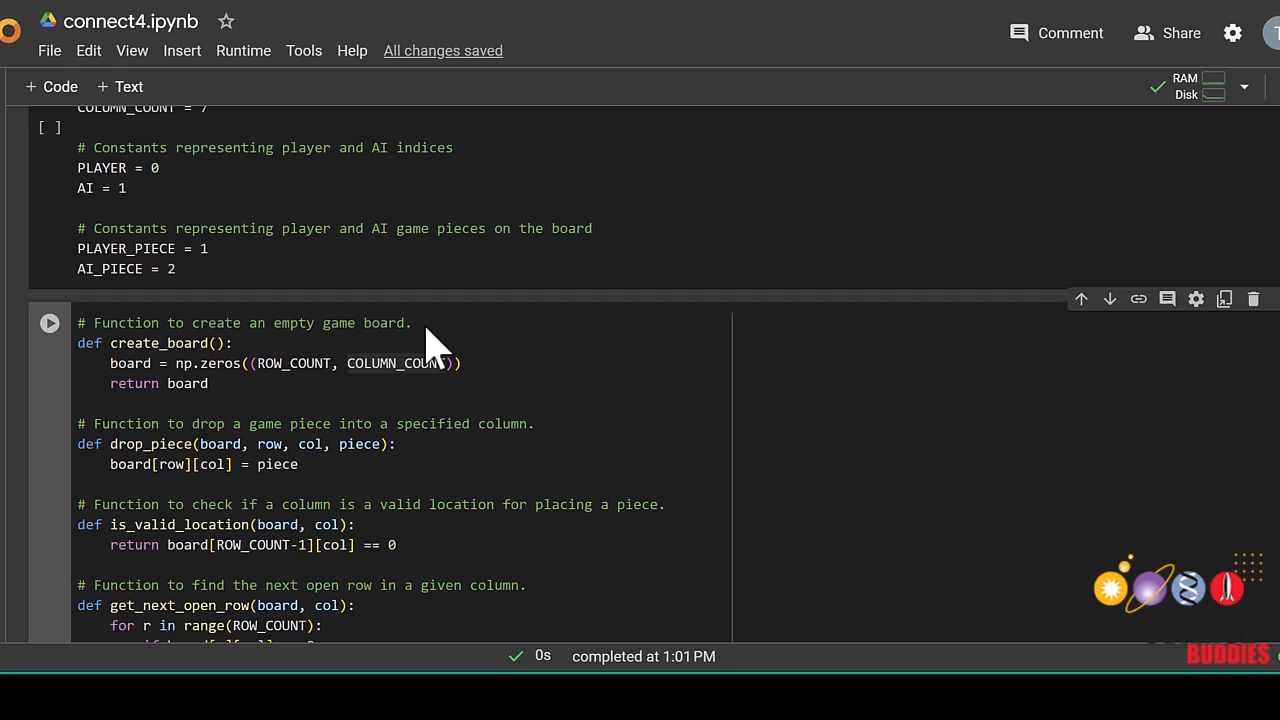 connect4.ipynb
Comment
Share
File Edit View Insert Runtime Tools Help All changes saved
+ Code + Text
RAM
Disk
COLUMN_COUNT = 7
[ ]
# Constants representing player and AI indices
PLAYER = 0
AI = 1
# Constants representing player and AI game pieces on the board
PLAYER_PIECE = 1
AI_PIECE = 2
# Function to create an empty game board.
def create_board():
board = np.zeros((ROW_COUNT, COLUMN_COUNT))
return board
# Function to drop a game piece into a specified column.
def drop_piece(board, row, col, piece):
board[row][col] = piece
# Function to check if a column is a valid location for placing a piece.
def is_valid_location(board, col):
return board[ROW_COUNT-1][col] == 0
# Function to find the next open row in a given column.
def get_next_open_row(board, col):
for r in range(ROW_COUNT):
BUDDIES
0s completed at 1:01 PM